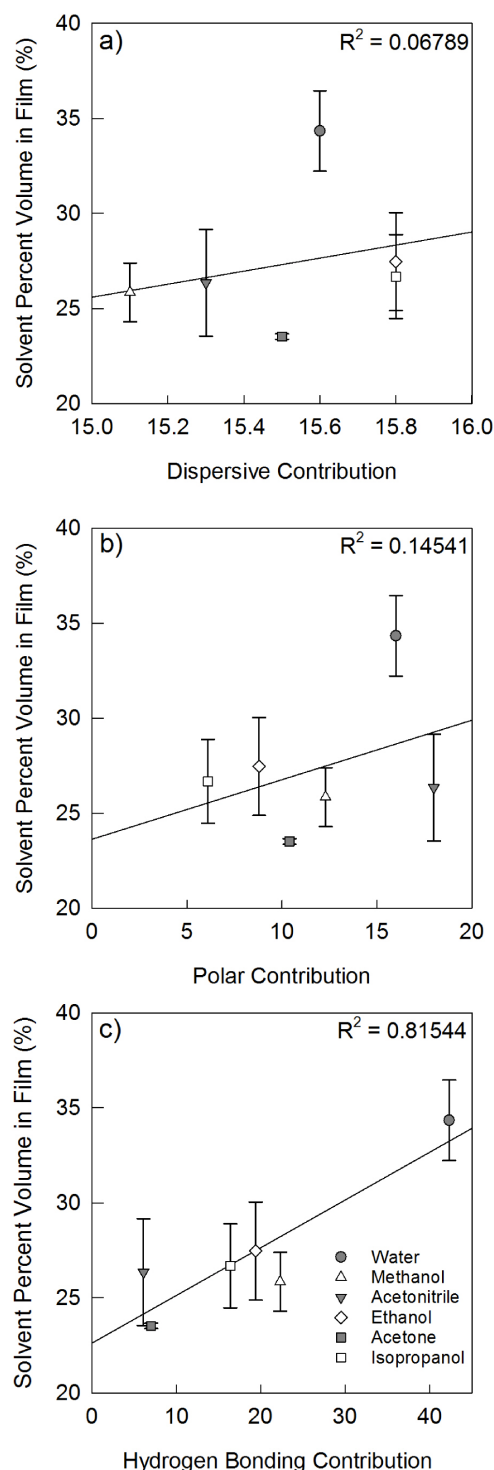 a)
R² = 0.06789
Solvent Percent Volume in Film (%)
40
35
30
25
20
15.0 15.2 15.4 15.6 15.8 16.0
Dispersive Contribution
b)
R² = 0.14541
Solvent Percent Volume in Film (%)
40
35
30
25
20
0 5 10 15 20
Polar Contribution
c)
R² = 0.81544
Solvent Percent Volume in Film (%)
40
35
30
25
20
Water
Methanol
Acetonitrile
Ethanol
Acetone
Isopropanol
0 10 20 30 40
Hydrogen Bonding Contribution